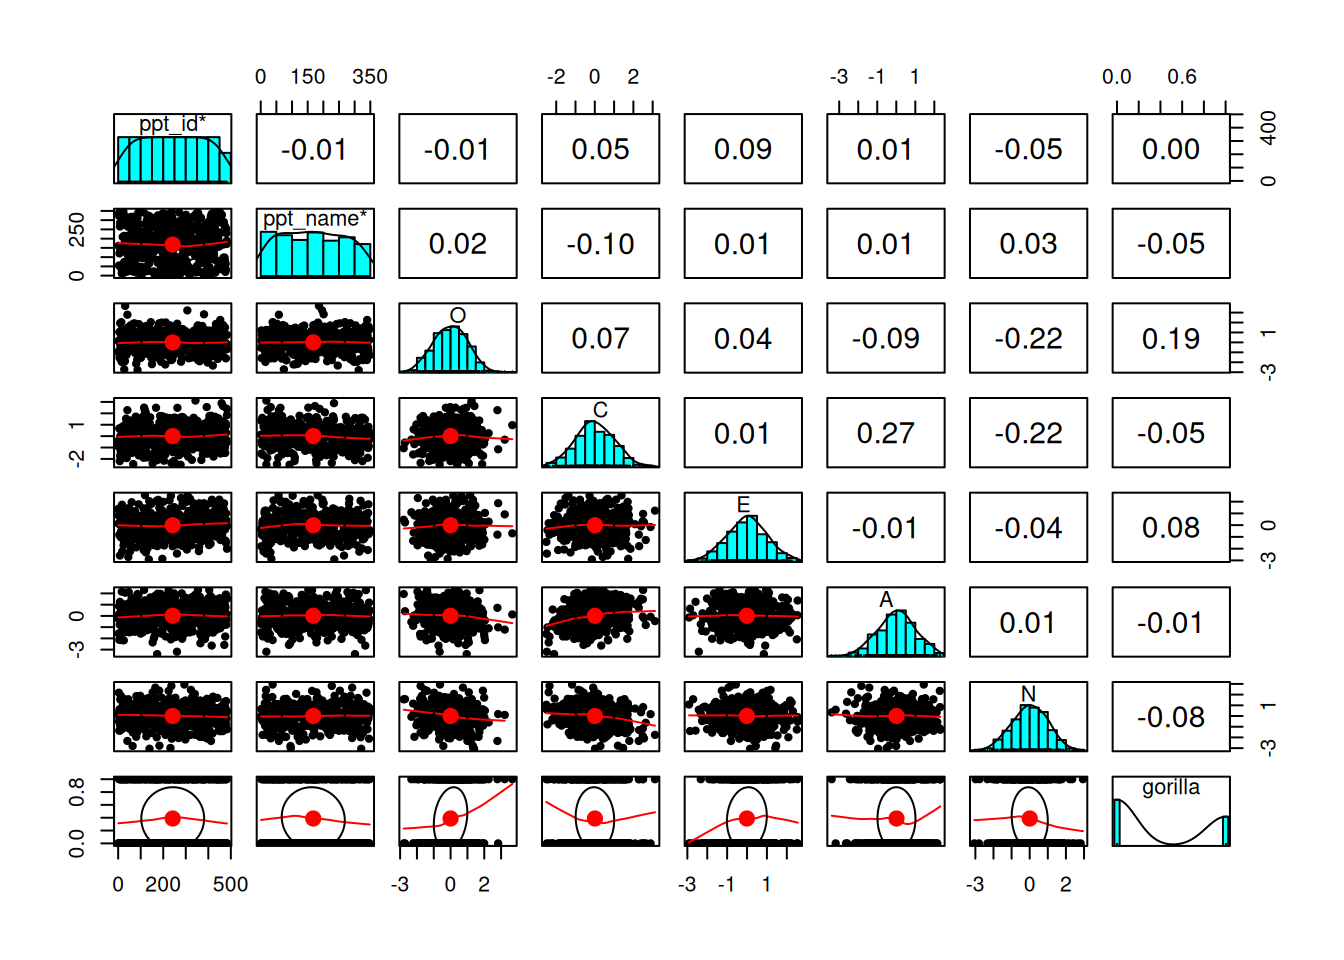 0 150 350 -2 0 2 -3 -1 1 0.0 0.6
ppt_id* -0.01 -0.01 0.05 0.09 0.01 -0.05 0.00 0 400
0 250 ppt_name* 0.02 -0.10 0.01 0.01 0.03 -0.05
O 0.07 0.04 -0.09 -0.22 0.19 -3 1
-2 1 C 0.01 0.27 -0.22 -0.05
E -0.01 -0.04 0.08 -3 0
-3 0 A 0.01 -0.01
N -0.08 -3 1
0.0 0.8 gorilla
0 200 500 -3 0 2 -3 -1 1 -3 0 2